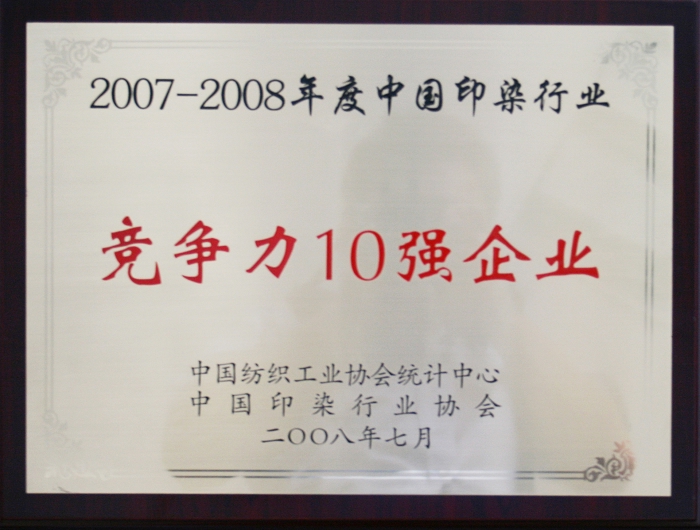 2007-2008年度中国印染行业
竞争力10强企业
中国纺织工业协会统计中心
中国印染行业协会
二〇〇八年七月